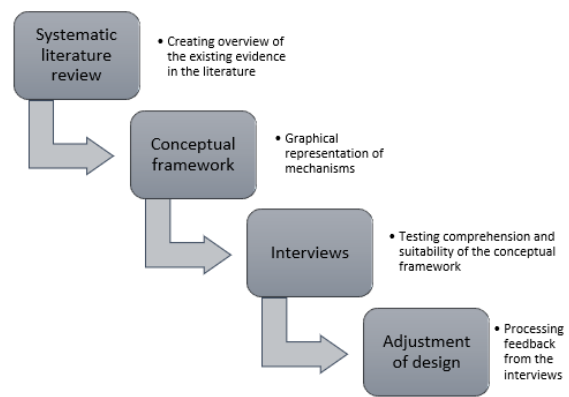 Systematic
literature
review
• Creating overview of
the existing evidence
in the literature
Conceptual
framework
• Graphical
representation of
mechanisms
Interviews
• Testing comprehension and
suitability of the conceptual
framework
Adjustment
of design
• Processing
feedback
from the
interviews